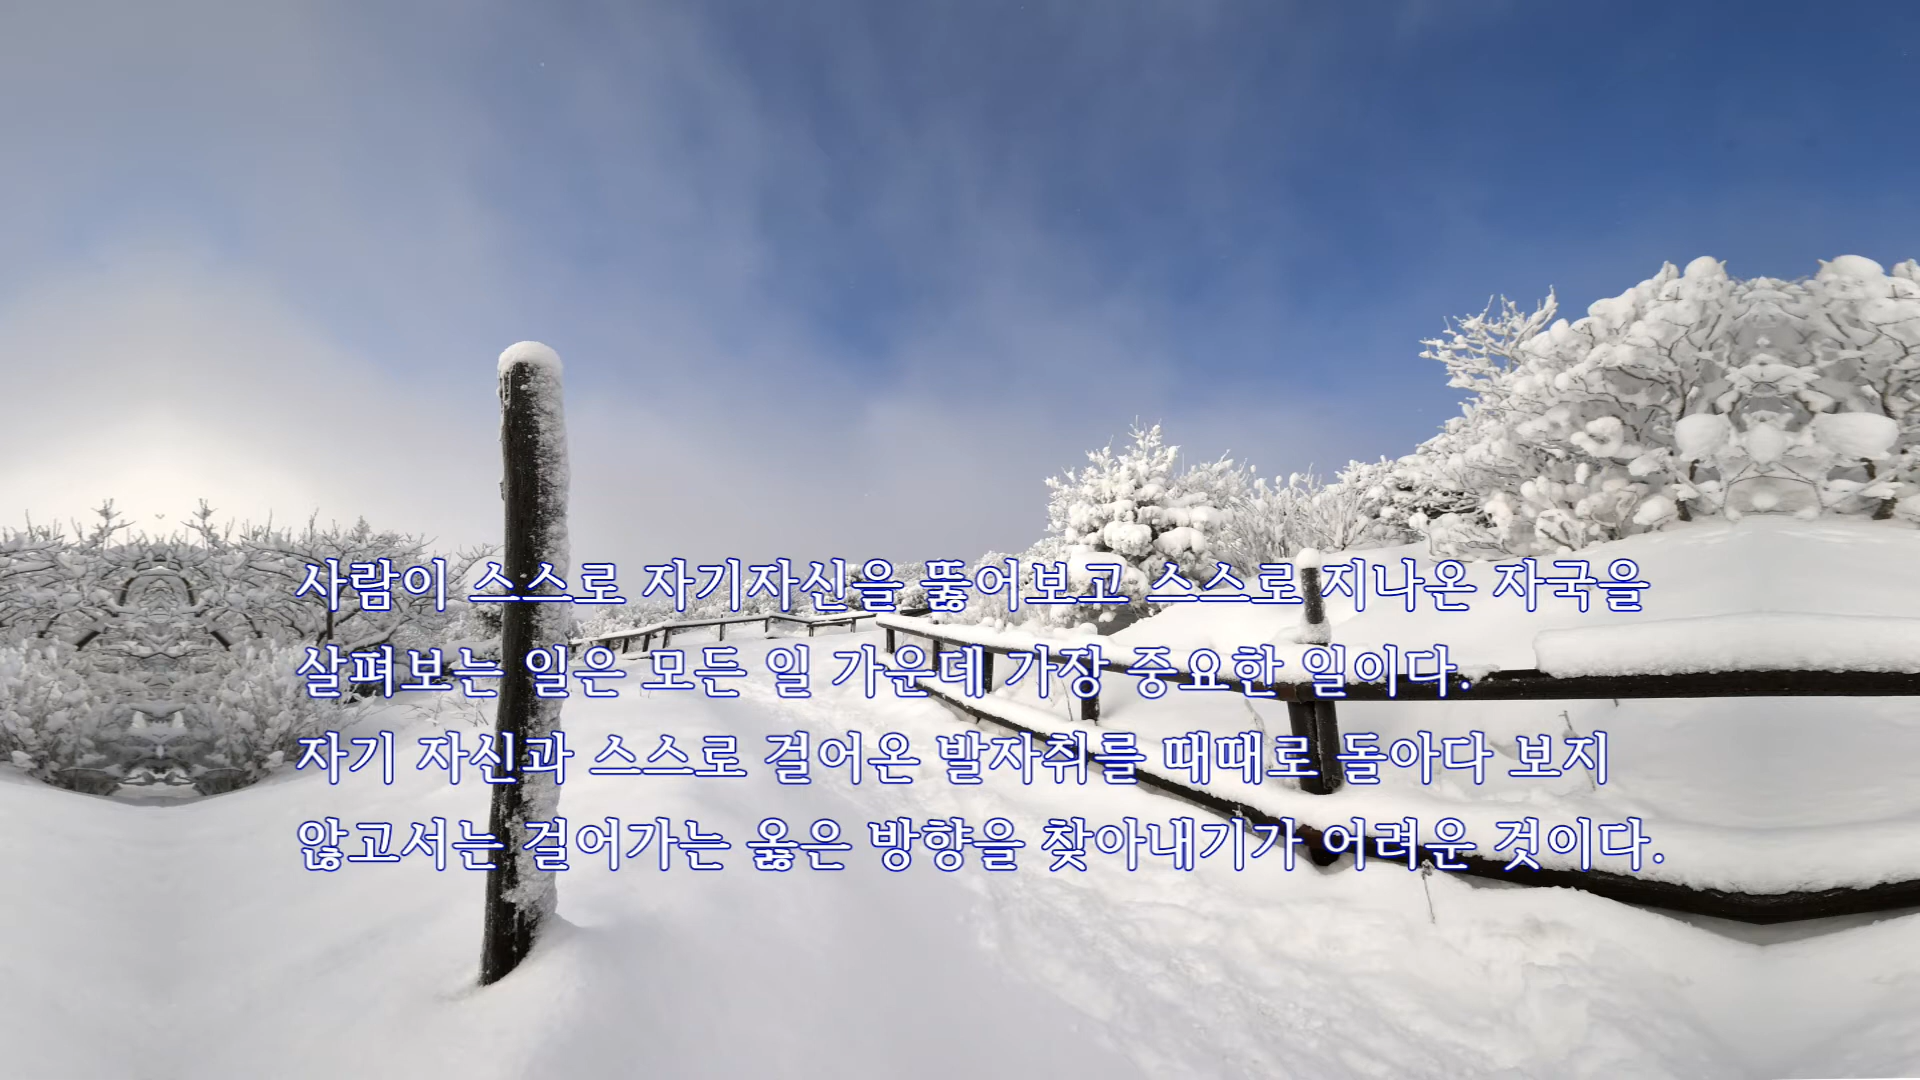 사람이 스스로 자기자신을 뚫어보고 스스로 지나온 자국을
살펴보는 일은 모든 일 가운데 가장 중요한 일이다.
자기 자신과 스스로 걸어온 발자취를 때때로 돌아다 보지
않고서는 걸어가는 옳은 방향을 찾아내기가 어려운 것이다.